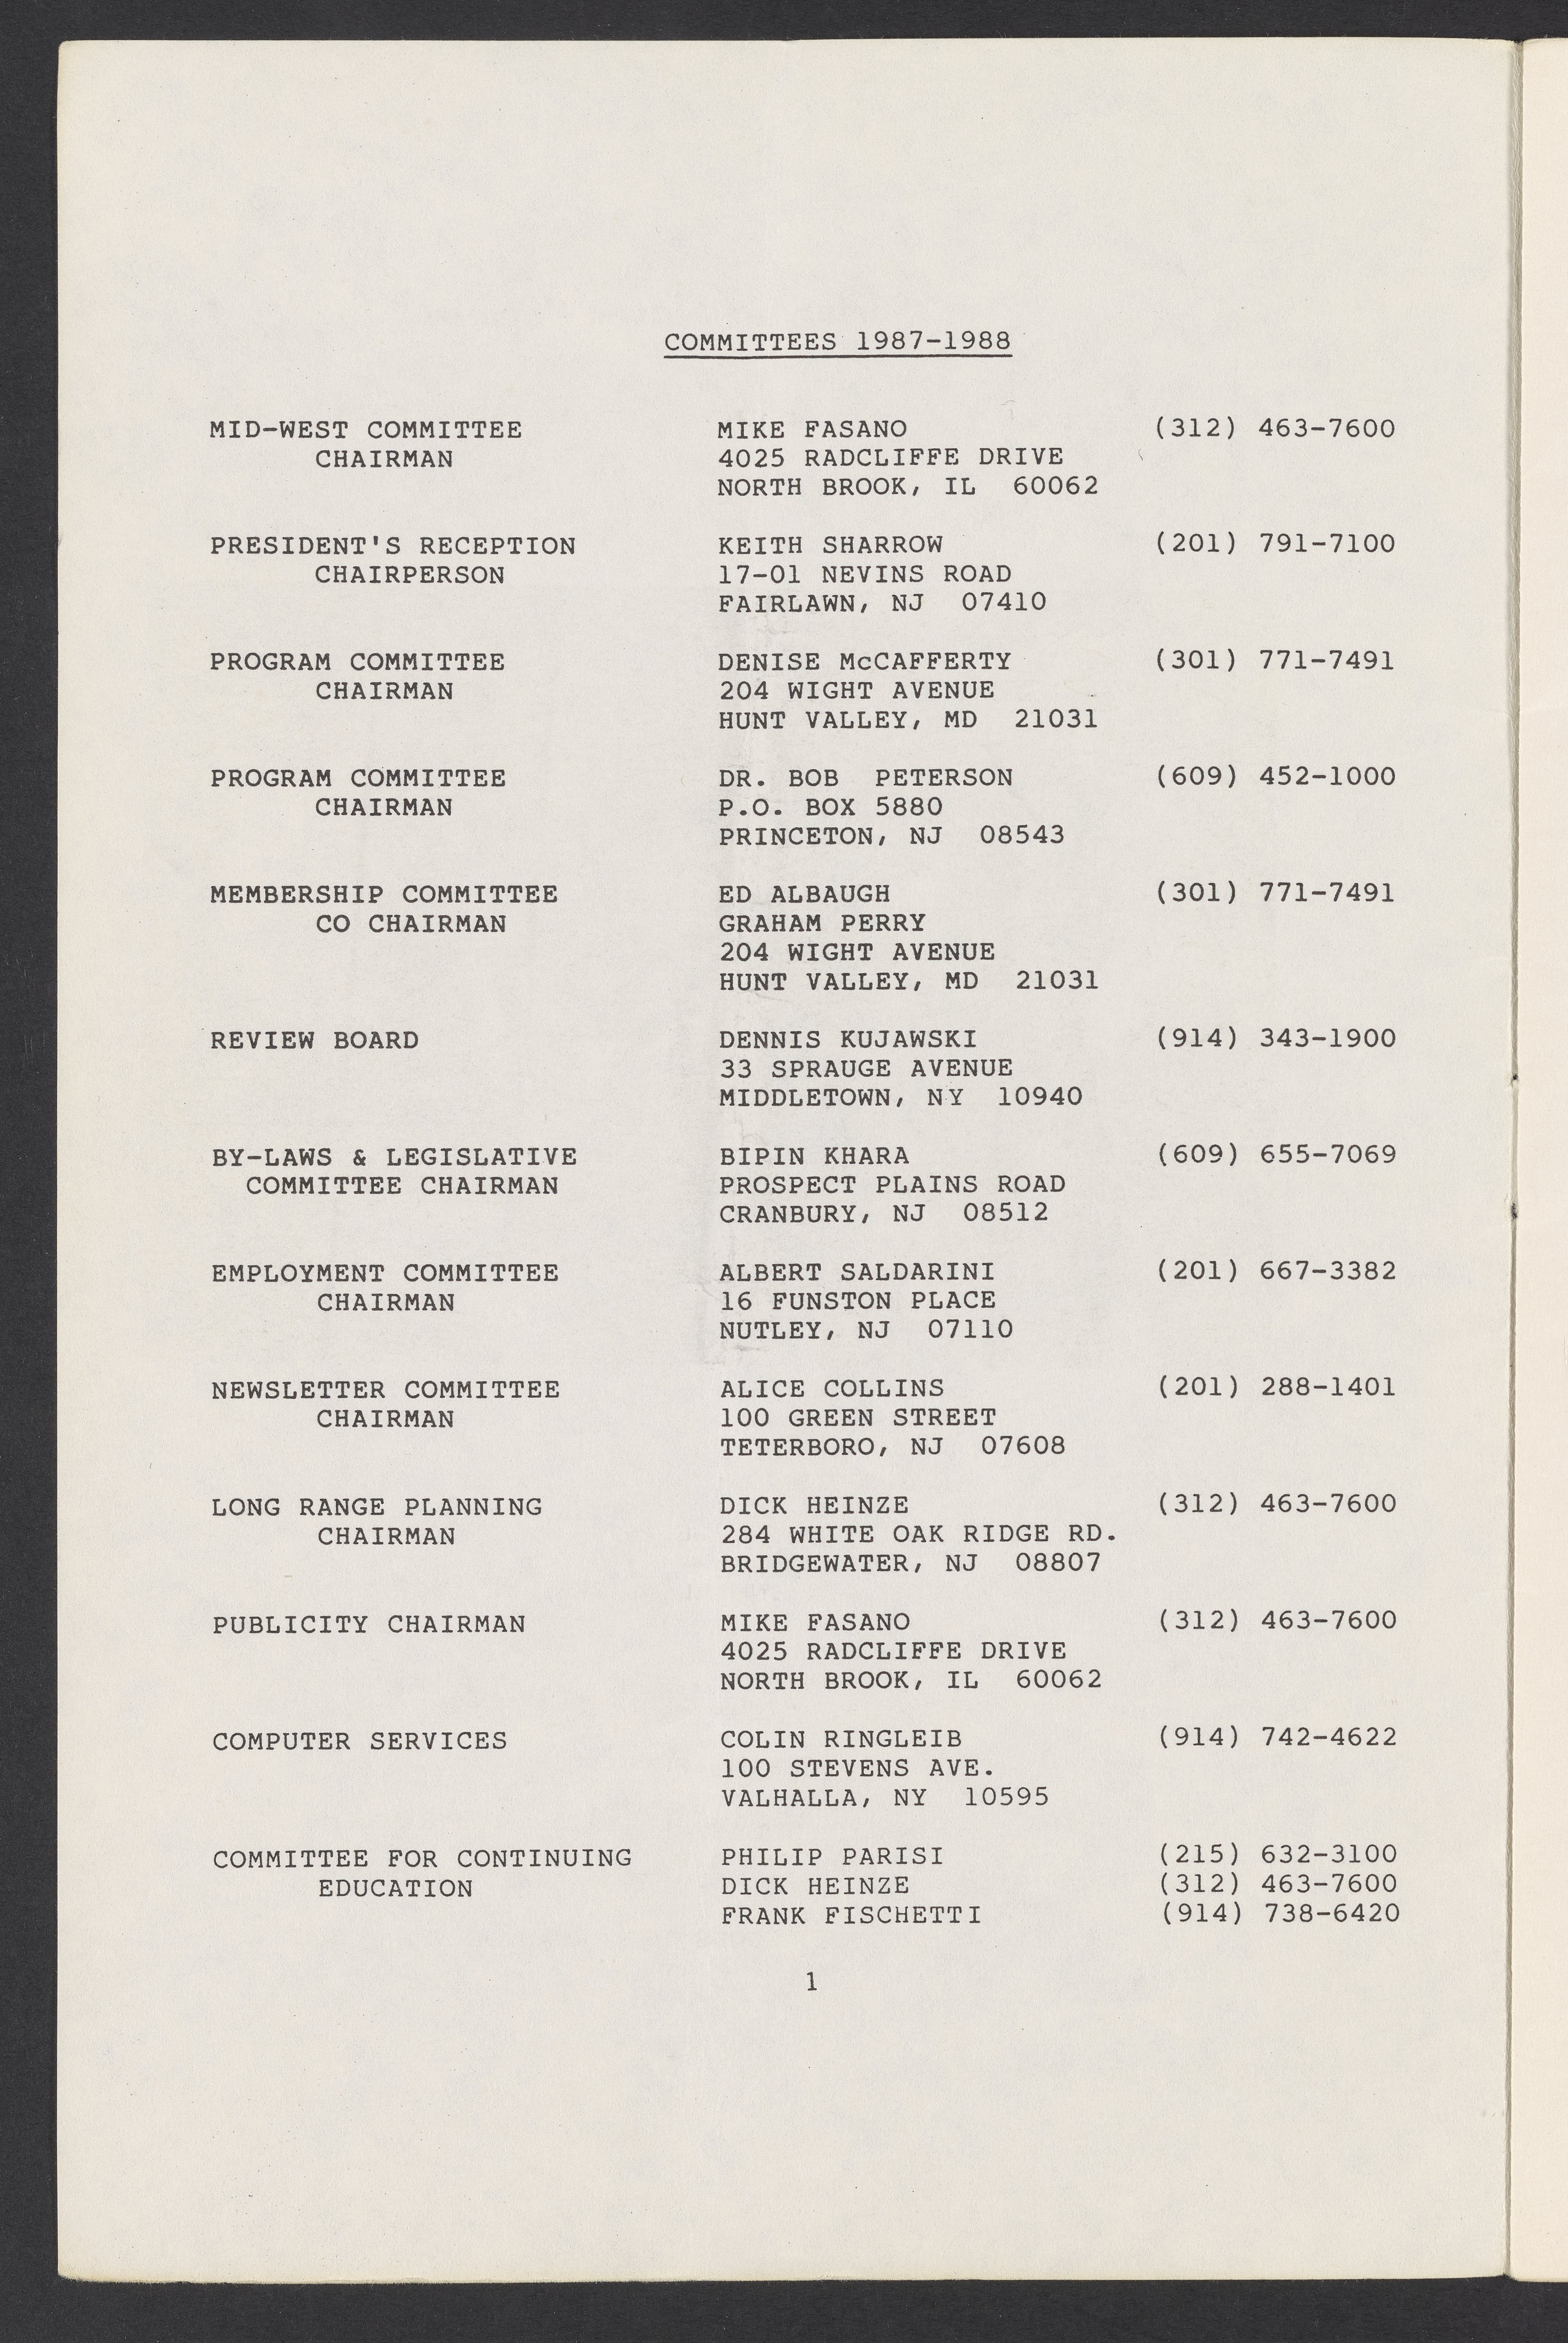 COMMITTEES 1987-1988
MID-WEST COMMITTEE MIKE FASANO (312) 463-7600
CHAIRMAN 4025 RADCLIFFE DRIVE
NORTH BROOK, IL 60062
PRESIDENT'S RECEPTION KEITH SHARROW (201) 791-7100
CHAIRPERSON 17-01 NEVINS ROAD
FAIRLAWN, NJ 07410
PROGRAM COMMITTEE DENISE McCAFFERTY (301) 771-7491
CHAIRMAN 204 WIGHT AVENUE
HUNT VALLEY, MD 21031
PROGRAM COMMITTEE DR. BOB PETERSON (609) 452-1000
CHAIRMAN P.O. BOX 5880
PRINCETON, NJ 08543
MEMBERSHIP COMMITTEE ED ALBAUGH (301) 771-7491
CO CHAIRMAN GRAHAM PERRY
204 WIGHT AVENUE
HUNT VALLEY, MD 21031
REVIEW BOARD DENNIS KUJAWSKI (914) 343-1900
33 SPRAUGE AVENUE
MIDDLETOWN, NY 10940
BY-LAWS & LEGISLATIVE BIPIN KHARA (609) 655-7069
COMMITTEE CHAIRMAN PROSPECT PLAINS ROAD
CRANBURY, NJ 08512
EMPLOYMENT COMMITTEE ALBERT SALDARINI (201) 667-3382
CHAIRMAN 16 FUNSTON PLACE
NUTLEY, NJ 07110
NEWSLETTER COMMITTEE ALICE COLLINS (201) 288-1401
CHAIRMAN 100 GREEN STREET
TETERBORO, NJ 07608
LONG RANGE PLANNING DICK HEINZE (312) 463-7600
CHAIRMAN 284 WHITE OAK RIDGE RD.
BRIDGEWATER, NJ 08807
PUBLICITY CHAIRMAN MIKE FASANO (312) 463-7600
4025 RADCLIFFE DRIVE
NORTH BROOK, IL 60062
COMPUTER SERVICES COLIN RINGLEIB (914) 742-4622
100 STEVENS AVE.
VALHALLA, NY 10595
COMMITTEE FOR CONTINUING PHILIP PARISI (215) 632-3100
EDUCATION DICK HEINZE (312) 463-7600
FRANK FISCHETTI (914) 738-6420
1